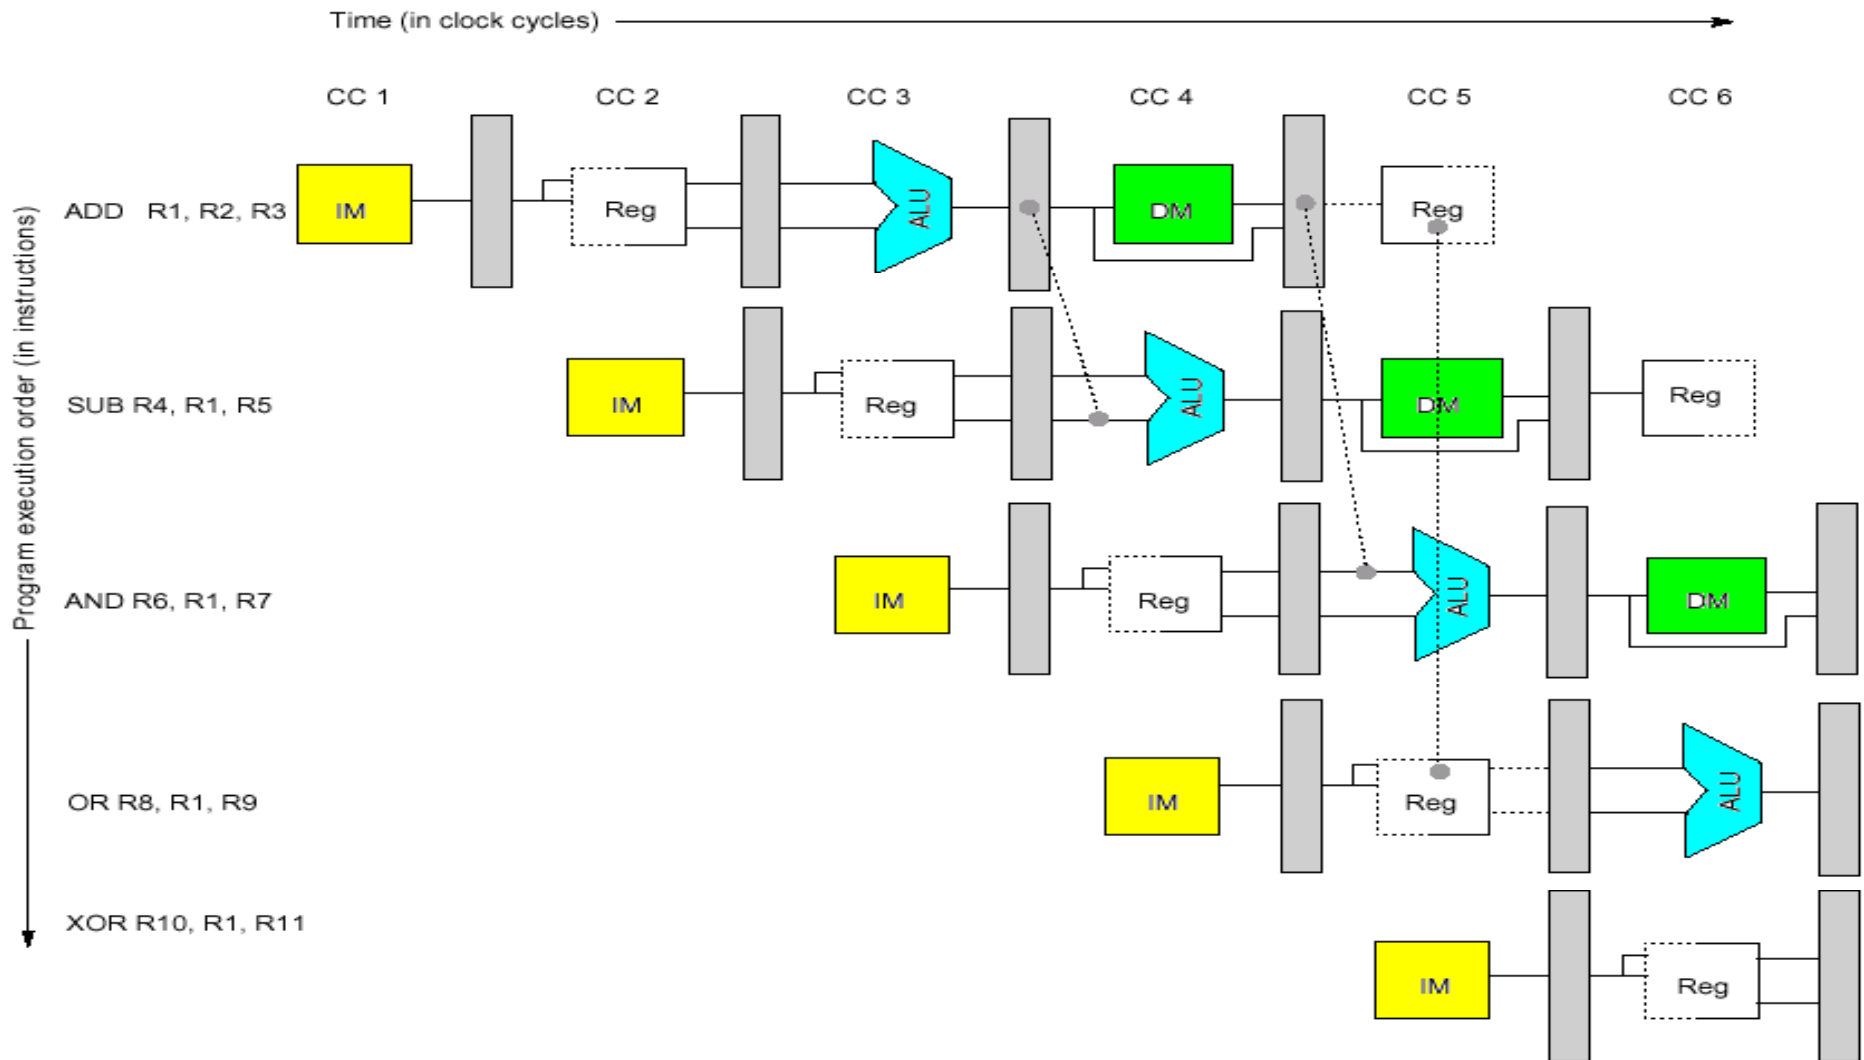 Time (in clock cycles)
CC 1 CC 2 CC 3 CC 4 CC 5 CC 6
Program execution order (in instructions)
ADD R1, R2, R3 IM Reg ALU DM Reg
SUB R4, R1, R5 IM Reg ALU DM Reg
AND R6, R1, R7 IM Reg ALU DM
OR R8, R1, R9 IM Reg ALU
XOR R10, R1, R11
IM Reg